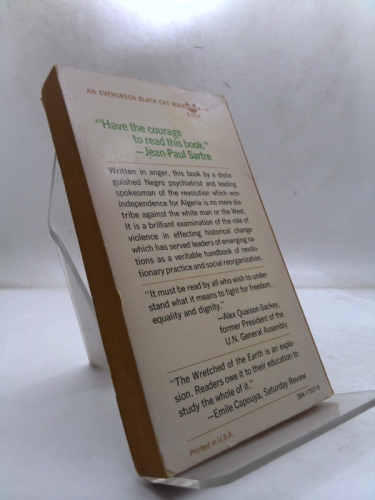 AN EVERGREEN BLACK CAT BOOK
"Have the courage
to read this book."
—Jean-Paul Sartre
Written in anger, this book by a distin-
guished Negro psychiatrist and leading
spokesman of the revolution which won
independence for Algeria is no mere dia-
tribe against the white man or the West.
It is a brilliant examination of the role of
violence in effecting historical change
which has served leaders of emerging na-
tions as a veritable handbook of revolu-
tionary practice and social reorganization.
"It must be read by all who wish to under-
stand what it means to fight for freedom,
equality and dignity."
—Alex Quaison Sackey,
former President of the
U.N. General Assembly
"The Wretched of the Earth is an explo-
sion. Readers owe it to their education to
study the whole of it."
—Emile Capouya, Saturday Review
Printed in U.S.A.
394-17327-9